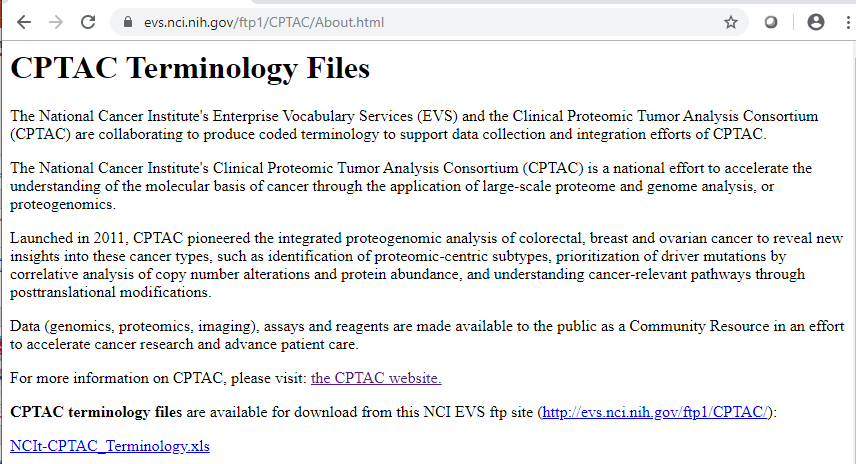 evs.nci.nih.gov/ftp1/CPTAC/About.html
CPTAC Terminology Files
The National Cancer Institute's Enterprise Vocabulary Services (EVS) and the Clinical Proteomic Tumor Analysis Consortium
(CPTAC) are collaborating to produce coded terminology to support data collection and integration efforts of CPTAC.
The National Cancer Institute's Clinical Proteomic Tumor Analysis Consortium (CPTAC) is a national effort to accelerate the
understanding of the molecular basis of cancer through the application of large-scale proteome and genome analysis, or
proteogenomics.
Launched in 2011, CPTAC pioneered the integrated proteogenomic analysis of colorectal, breast and ovarian cancer to reveal new
insights into these cancer types, such as identification of proteomic-centric subtypes, prioritization of driver mutations by
correlative analysis of copy number alterations and protein abundance, and understanding cancer-relevant pathways through
posttranslational modifications.
Data (genomics, proteomics, imaging), assays and reagents are made available to the public as a Community Resource in an effort
to accelerate cancer research and advance patient care.
For more information on CPTAC, please visit: the CPTAC website.
CPTAC terminology files are available for download from this NCI EVS ftp site (http://evs.nci.nih.gov/ftp1/CPTAC/):
NCIt-CPTAC_Terminology.xls